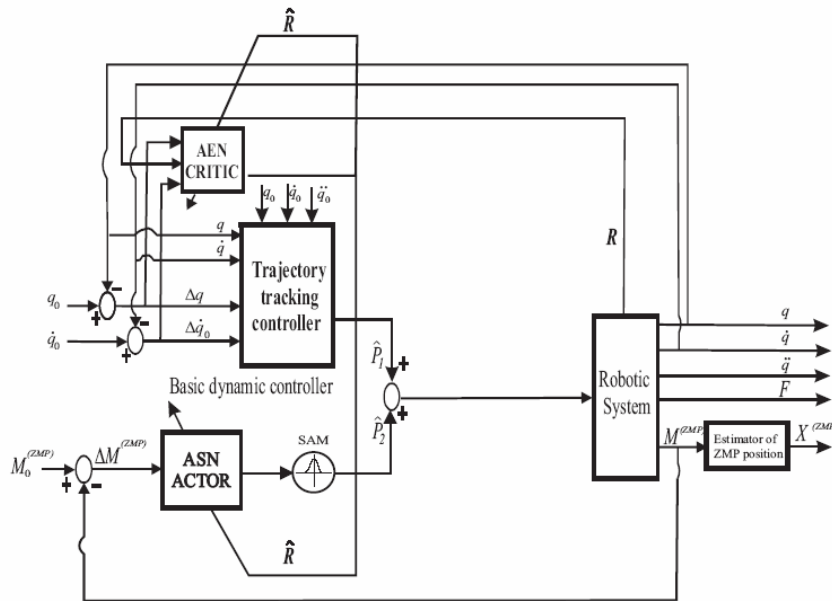 R̂
AEN
CRITIC
q₀ q̇₀ q̈₀
q
q̇
R
Trajectory
tracking
controller
q₀
Δq
q̇₀
Δq̇₀
P̂₁
Basic dynamic controller
Robotic
System
q
q̇
q̈
F
M⁽ᶻᴹᴾ⁾
Estimator of
ZMP position
X⁽ᶻᴹᴾ
P̂₂
M₀⁽ᶻᴹᴾ⁾
ΔM⁽ᶻᴹᴾ⁾
ASN
ACTOR
SAM
R̂